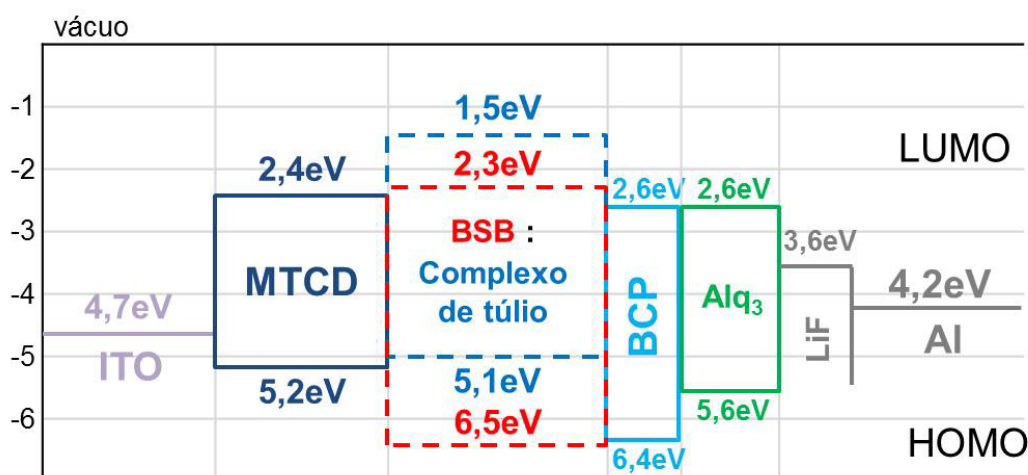 vácuo
-1
-2
-3
-4
-5
-6
LUMO
HOMO
4,7eV
ITO
2,4eV
MTCD
5,2eV
1,5eV
2,3eV
BSB :
Complexo
de túlio
5,1eV
6,5eV
2,6eV
BCP
6,4eV
2,6eV
Alq3
5,6eV
3,6eV
LiF
4,2eV
Al